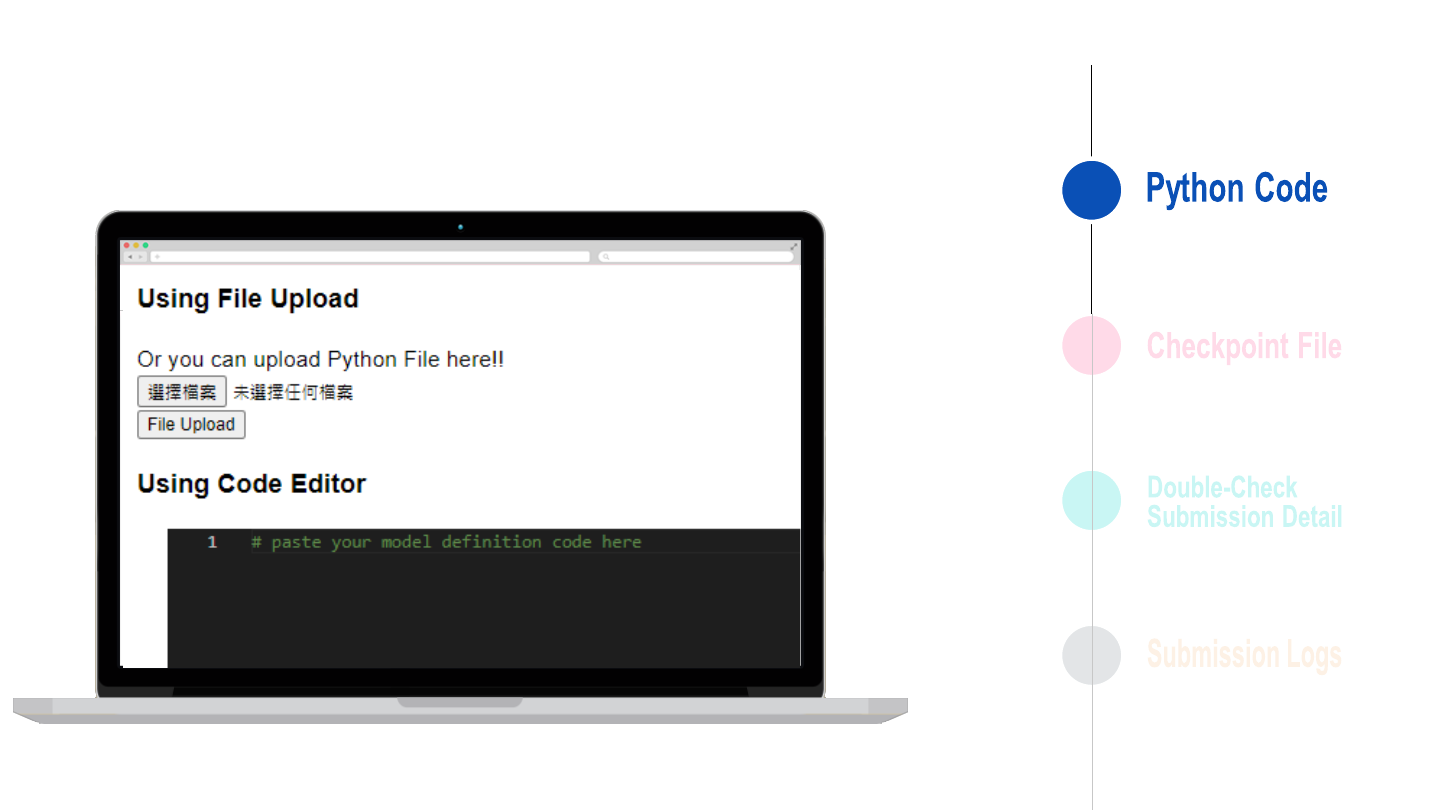 Using File Upload
Or you can upload Python File here!!
選擇檔案 未選擇任何檔案
File Upload
Using Code Editor
1 # paste your model definition code here
Python Code
Checkpoint File
Double-Check
Submission Detail
Submission Logs